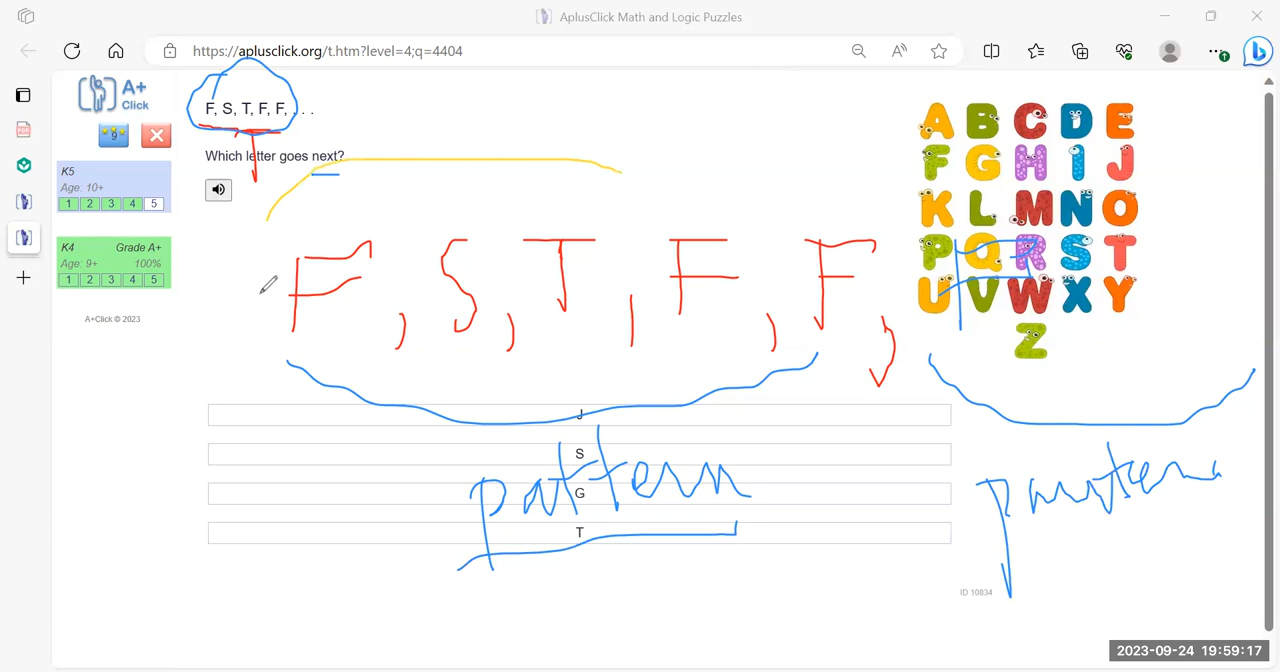 AplusClick Math and Logic Puzzles
https://aplusclick.org/t.htm?level=4;q=4404
A+
Click
9
F, S, T, F, F, . . .
Which letter goes next?
K5
Age: 10+
1 2 3 4 5
K4 Grade A+
Age: 9+ 100%
1 2 3 4 5
A+Click © 2023
A B C D E
F G H I J
K L M N O
P Q R S T
U V W X Y
Z
F, S, T, F, F,
J
S
G
T
pattern
ID 10834
2023-09-24 19:59:17